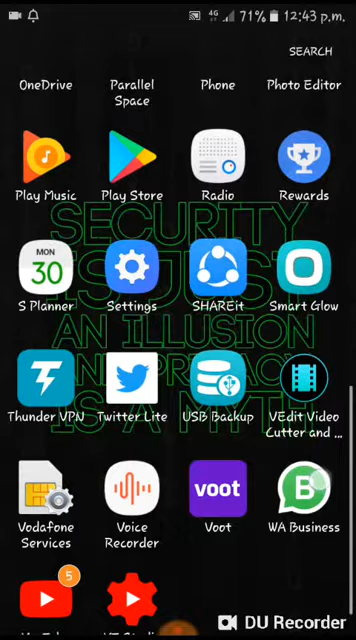 4G 71% 12:43 p.m.
SEARCH
OneDrive Parallel Space Phone Photo Editor
Play Music Play Store Radio Rewards
SECURITY
IS JUST
MON
30
S Planner Settings SHAREit Smart Glow
AN ILLUSION
AND PRIVACY
Thunder VPN Twitter Lite USB Backup VEdit Video Cutter and ...
IS A MYTH
voot
B
Vodafone Services Voice Recorder Voot WA Business
5
DU Recorder